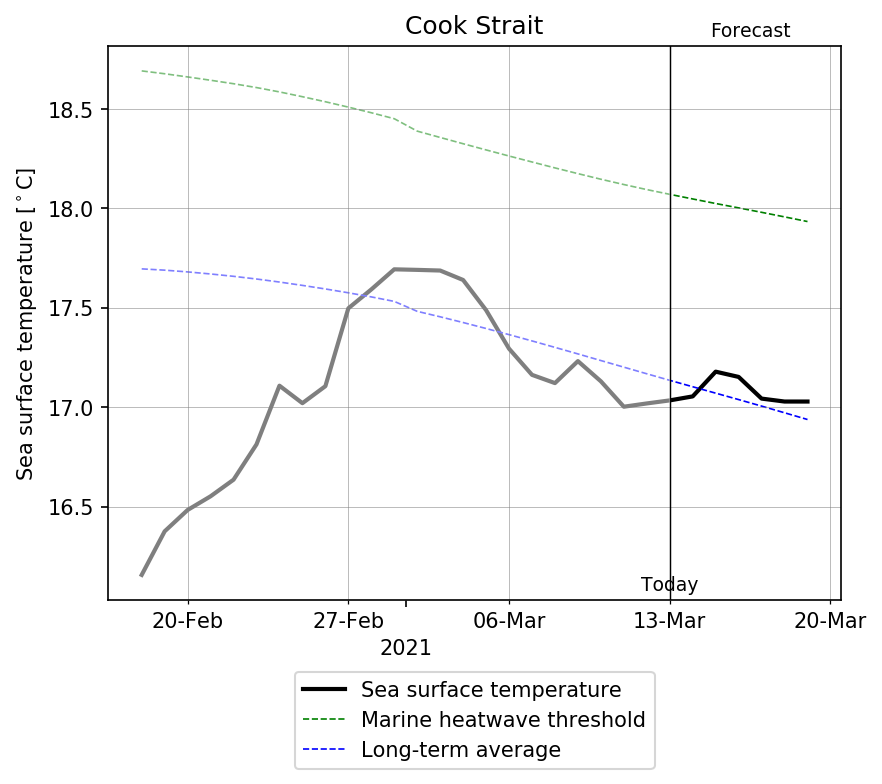 Cook Strait
Forecast
Sea surface temperature [°C]
18.5
18.0
17.5
17.0
16.5
Today
20-Feb 27-Feb 06-Mar 13-Mar 20-Mar
2021
Sea surface temperature
Marine heatwave threshold
Long-term average